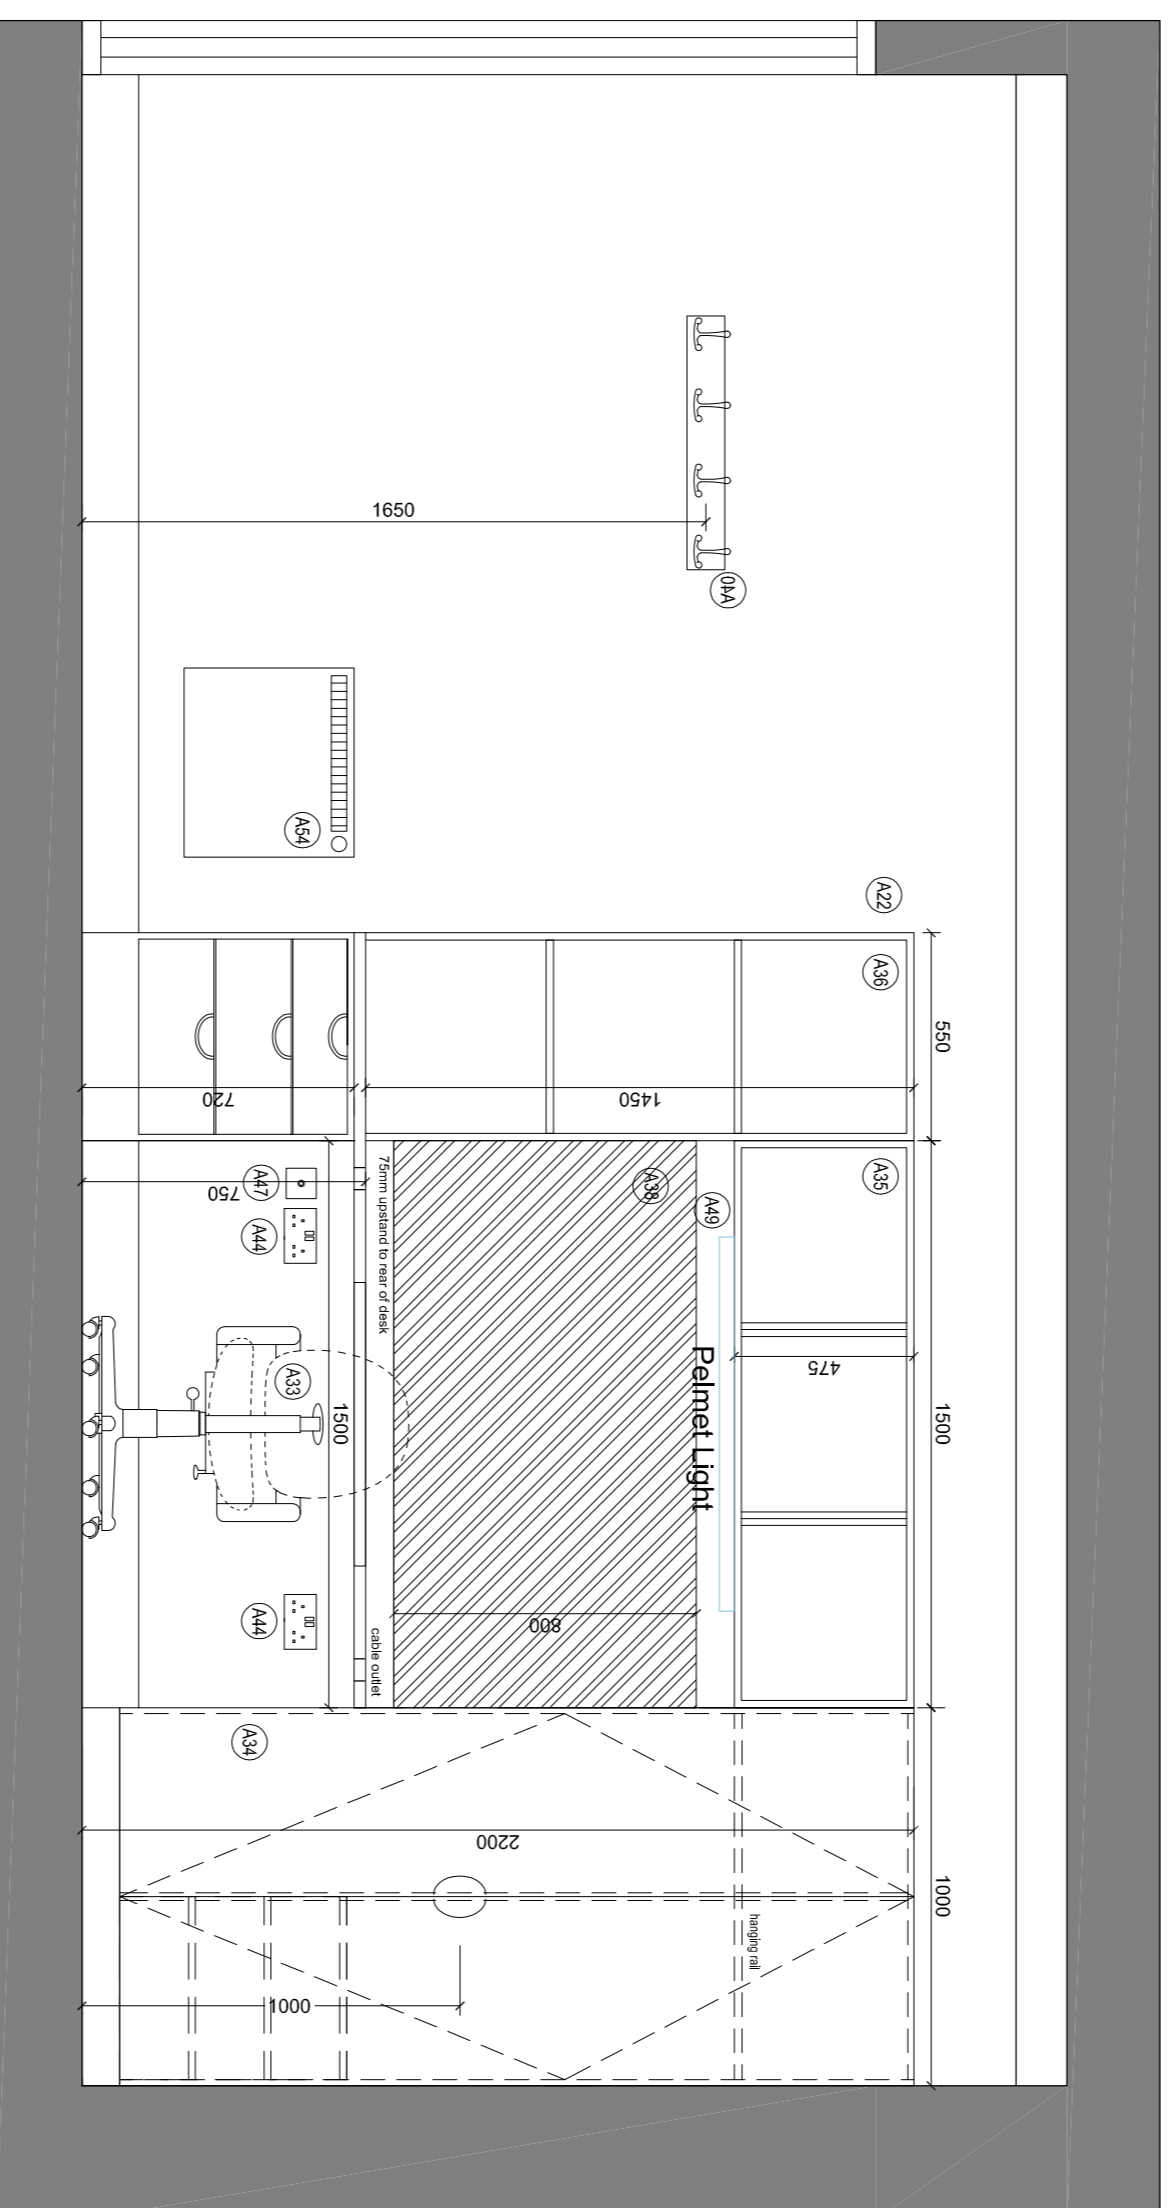 A40
1650
A54
A22
A36
550
1450
720
A35
A38
A49
A47
750
A44
75mm upstand to rear of desk
475
Pelmet Light
A33
1500
1500
A44
800
cable outlet
A34
2200
1000
hanging rail
1000